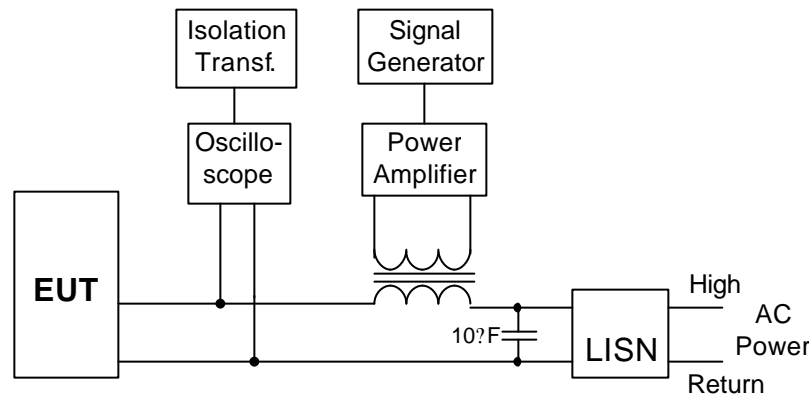 Isolation
Transf.
Signal
Generator
Oscillo-
scope
Power
Amplifier
EUT
10?F
LISN
High
AC
Power
Return